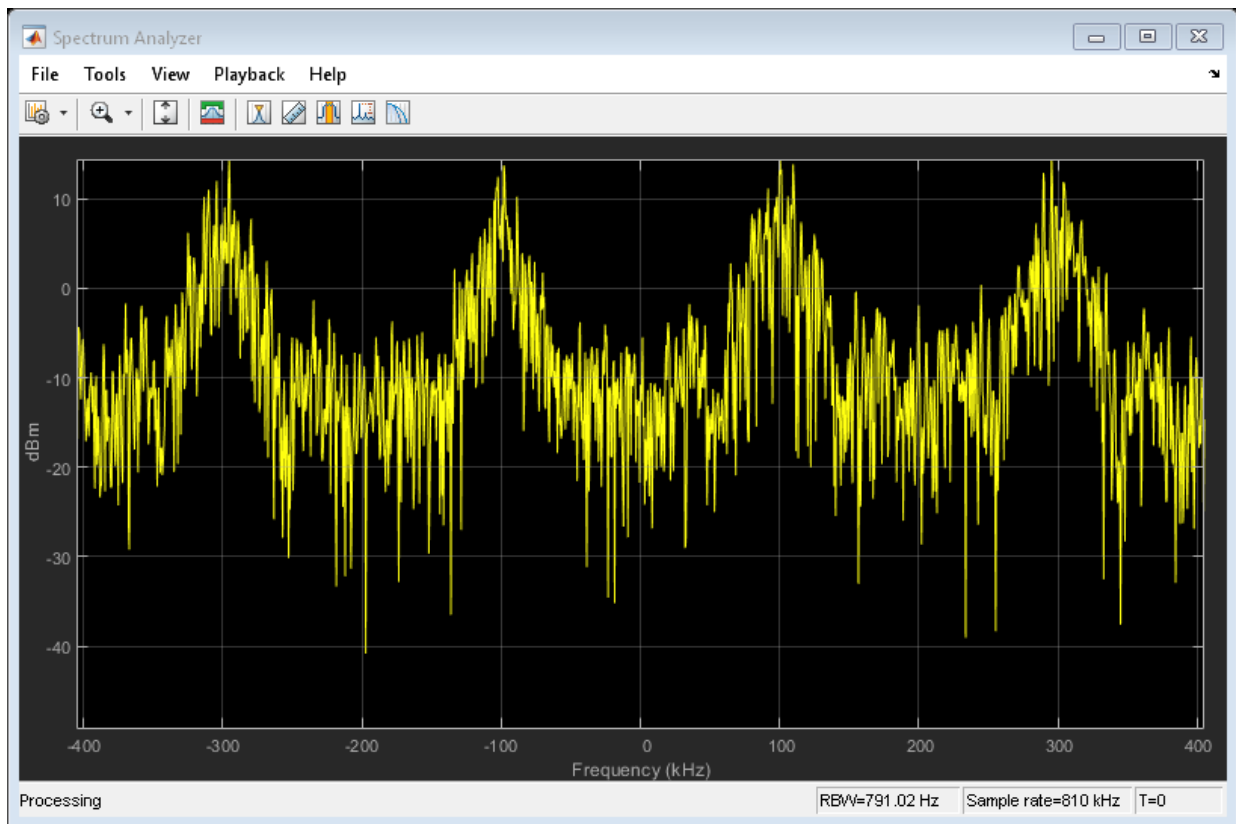 Spectrum Analyzer
File Tools View Playback Help
10
0
-10
-20
-30
-40
dBm
-400 -300 -200 -100 0 100 200 300 400
Frequency (kHz)
Processing RBW=791.02 Hz Sample rate=810 kHz T=0